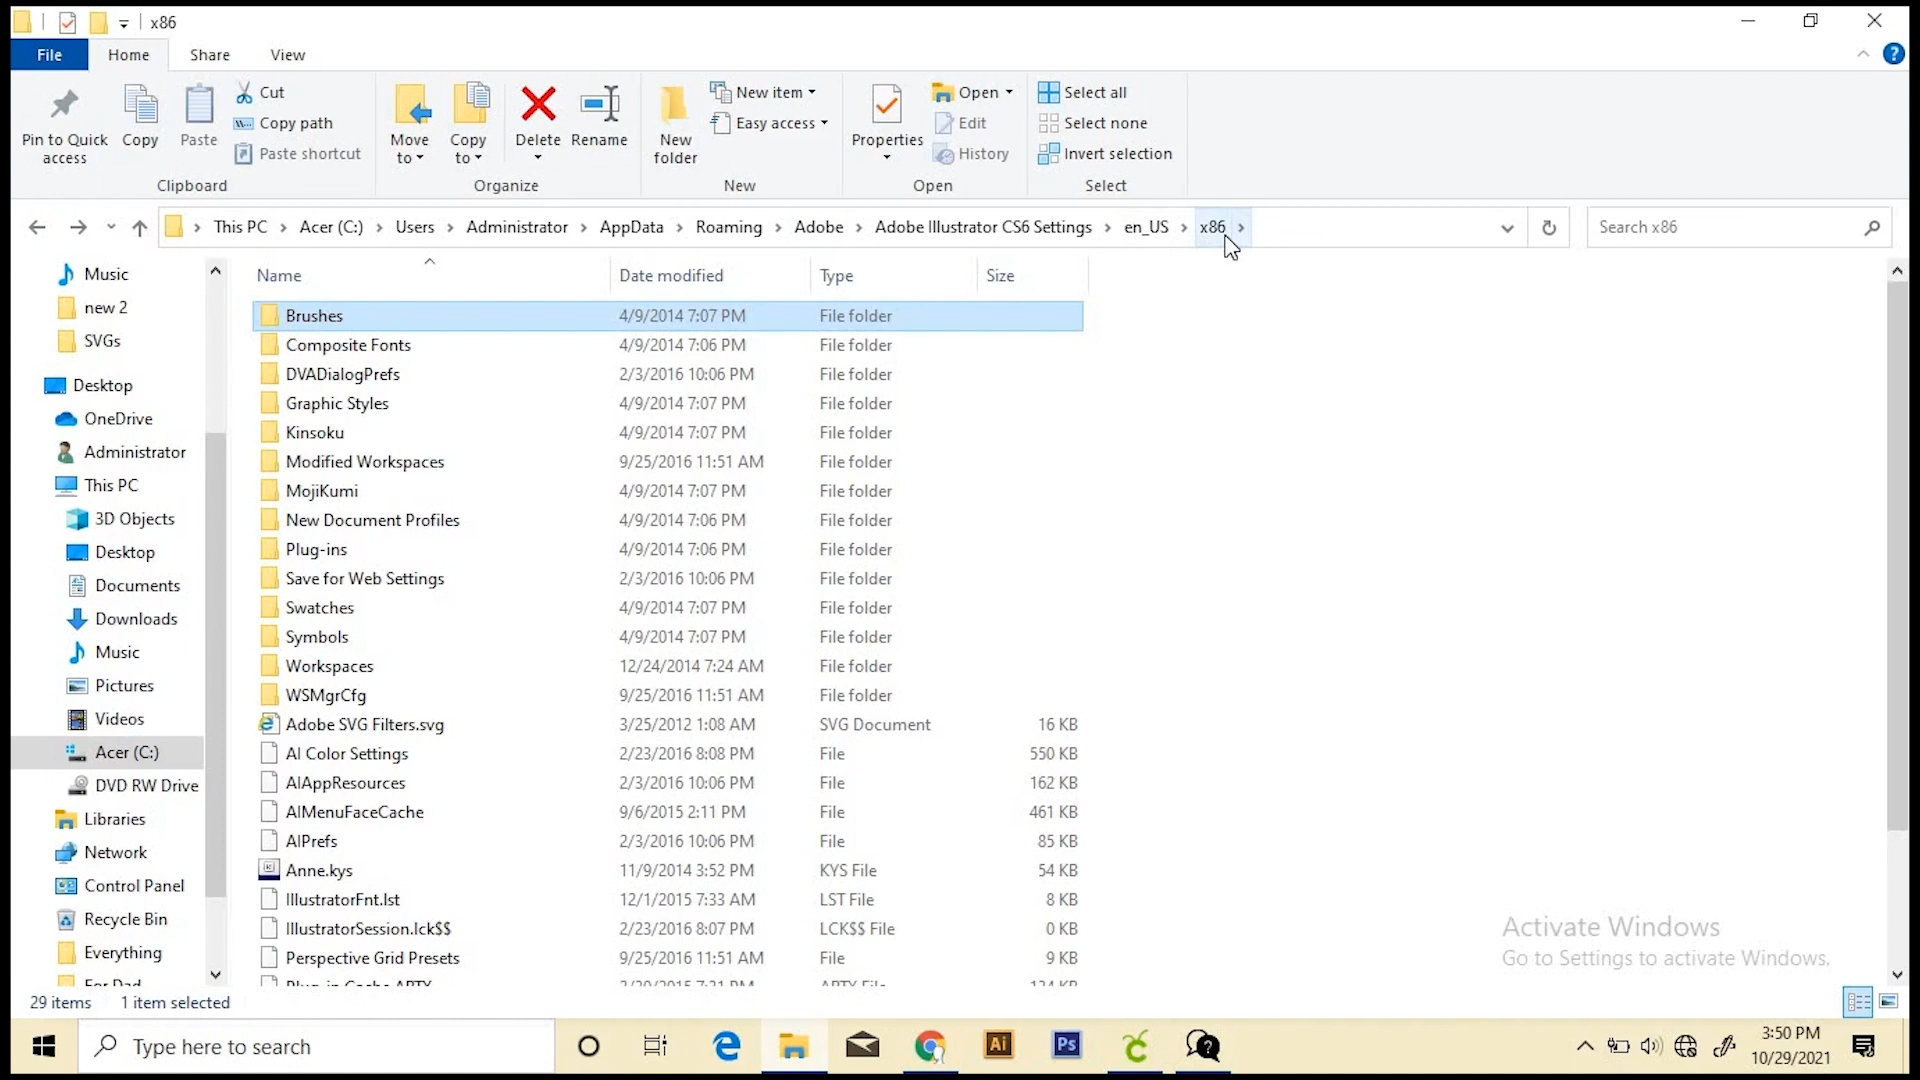 x86
File Home Share View
Pin to Quick access
Copy
Paste
Cut
Copy path
Paste shortcut
Clipboard
Move to
Copy to
Delete
Rename
Organize
New folder
New item
Easy access
New
Properties
Open
Edit
History
Open
Select all
Select none
Invert selection
Select
This PC Acer (C:) Users Administrator AppData Roaming Adobe Adobe Illustrator CS6 Settings en_US x86
Search x86
Music
new 2
SVGs
Desktop
OneDrive
Administrator
This PC
3D Objects
Desktop
Documents
Downloads
Music
Pictures
Videos
Acer (C:)
DVD RW Drive
Libraries
Network
Control Panel
Recycle Bin
Everything
For Dad
Name Date modified Type Size
Brushes 4/9/2014 7:07 PM File folder
Composite Fonts 4/9/2014 7:06 PM File folder
DVADialogPrefs 2/3/2016 10:06 PM File folder
Graphic Styles 4/9/2014 7:07 PM File folder
Kinsoku 4/9/2014 7:07 PM File folder
Modified Workspaces 9/25/2016 11:51 AM File folder
MojiKumi 4/9/2014 7:07 PM File folder
New Document Profiles 4/9/2014 7:06 PM File folder
Plug-ins 4/9/2014 7:06 PM File folder
Save for Web Settings 2/3/2016 10:06 PM File folder
Swatches 4/9/2014 7:07 PM File folder
Symbols 4/9/2014 7:07 PM File folder
Workspaces 12/24/2014 7:24 AM File folder
WSMgrCfg 9/25/2016 11:51 AM File folder
Adobe SVG Filters.svg 3/25/2012 1:08 AM SVG Document 16 KB
AI Color Settings 2/23/2016 8:08 PM File 550 KB
AIAppResources 2/3/2016 10:06 PM File 162 KB
AIMenuFaceCache 9/6/2015 2:11 PM File 461 KB
AIPrefs 2/3/2016 10:06 PM File 85 KB
Anne.kys 11/9/2014 3:52 PM KYS File 54 KB
IllustratorFnt.lst 12/1/2015 7:33 AM LST File 8 KB
IllustratorSession.lck$$ 2/23/2016 8:07 PM LCK$$ File 0 KB
Perspective Grid Presets 9/25/2016 11:51 AM File 9 KB
Activate Windows
Go to Settings to activate Windows.
29 items 1 item selected
Type here to search
Ai
Ps
3:50 PM
10/29/2021